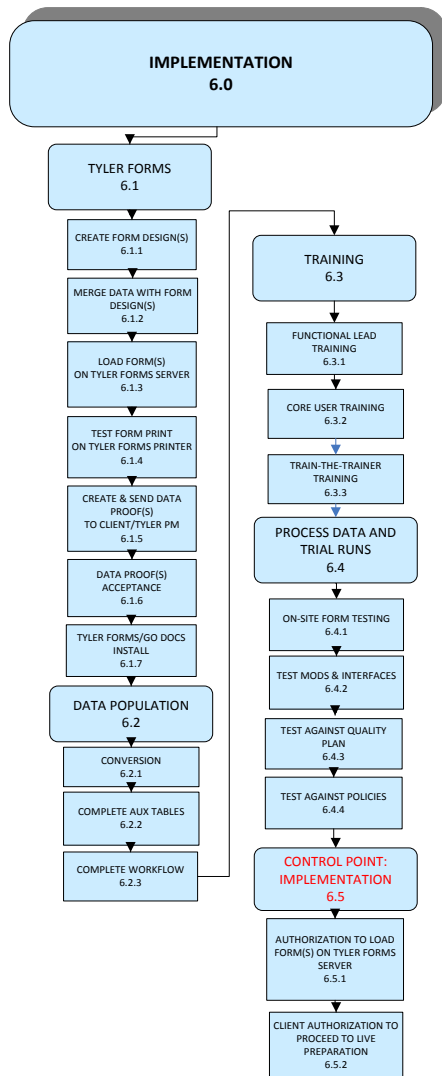 IMPLEMENTATION
6.0
TYLER FORMS
6.1
CREATE FORM DESIGN(S)
6.1.1
MERGE DATA WITH FORM
DESIGN(S)
6.1.2
LOAD FORM(S)
ON TYLER FORMS SERVER
6.1.3
TEST FORM PRINT
ON TYLER FORMS PRINTER
6.1.4
CREATE & SEND DATA
PROOF(S)
TO CLIENT/TYLER PM
6.1.5
DATA PROOF(S)
ACCEPTANCE
6.1.6
TYLER FORMS/GO DOCS
INSTALL
6.1.7
DATA POPULATION
6.2
CONVERSION
6.2.1
COMPLETE AUX TABLES
6.2.2
COMPLETE WORKFLOW
6.2.3
TRAINING
6.3
FUNCTIONAL LEAD
TRAINING
6.3.1
CORE USER TRAINING
6.3.2
TRAIN-THE-TRAINER
TRAINING
6.3.3
PROCESS DATA AND
TRIAL RUNS
6.4
ON-SITE FORM TESTING
6.4.1
TEST MODS & INTERFACES
6.4.2
TEST AGAINST QUALITY
PLAN
6.4.3
TEST AGAINST POLICIES
6.4.4
CONTROL POINT:
IMPLEMENTATION
6.5
AUTHORIZATION TO LOAD
FORM(S) ON TYLER FORMS
SERVER
6.5.1
CLIENT AUTHORIZATION TO
PROCEED TO LIVE
PREPARATION
6.5.2